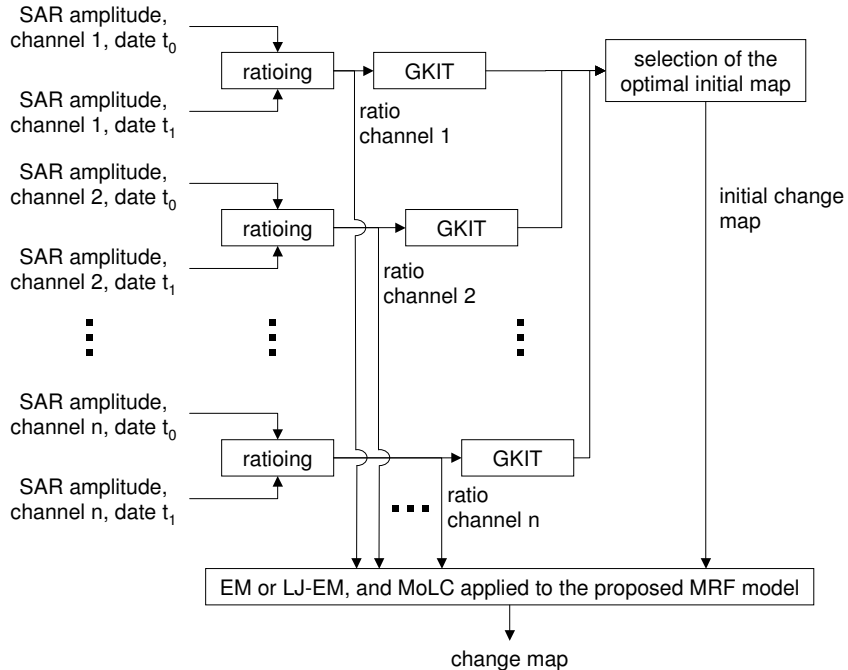 SAR amplitude,
channel 1, date t₀
ratioing
GKIT
selection of the
optimal initial map
SAR amplitude,
channel 1, date t₁
ratio
channel 1
SAR amplitude,
channel 2, date t₀
initial change
map
ratioing
GKIT
SAR amplitude,
channel 2, date t₁
ratio
channel 2
SAR amplitude,
channel n, date t₀
ratioing
GKIT
SAR amplitude,
channel n, date t₁
ratio
channel n
EM or LJ-EM, and MoLC applied to the proposed MRF model
change map